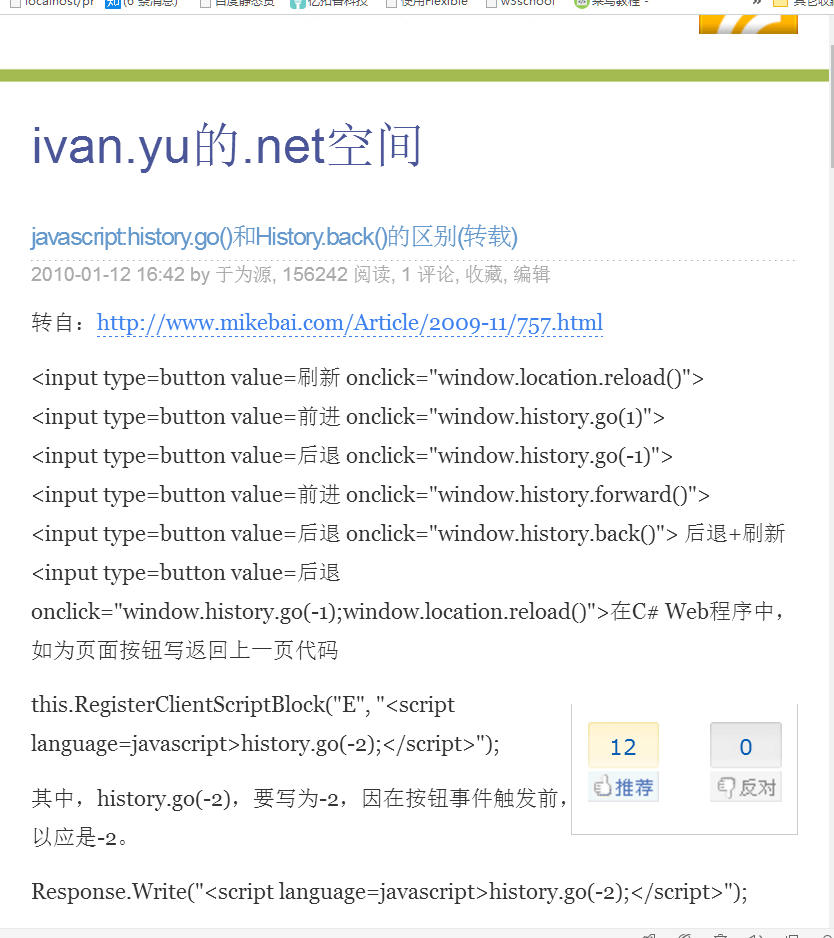 localhost/pr
知 (6 条消息)
百度静态资
亿拓普科技
使用Flexible
w3school
菜鸟教程 -
»
ivan.yu的.net空间
javascript:history.go()和History.back()的区别(转载)
2010-01-12 16:42 by 于为源, 156242 阅读, 1 评论, 收藏, 编辑
转自：http://www.mikebai.com/Article/2009-11/757.html
<input type=button value=刷新 onclick="window.location.reload()">
<input type=button value=前进 onclick="window.history.go(1)">
<input type=button value=后退 onclick="window.history.go(-1)">
<input type=button value=前进 onclick="window.history.forward()">
<input type=button value=后退 onclick="window.history.back()"> 后退+刷新
<input type=button value=后退
onclick="window.history.go(-1);window.location.reload()">在C# Web程序中，
如为页面按钮写返回上一页代码
this.RegisterClientScriptBlock("E", "<script
language=javascript>history.go(-2);</script>");
12
0
推荐
反对
其中，history.go(-2)，要写为-2，因在按钮事件触发前，
以应是-2。
Response.Write("<script language=javascript>history.go(-2);</script>");